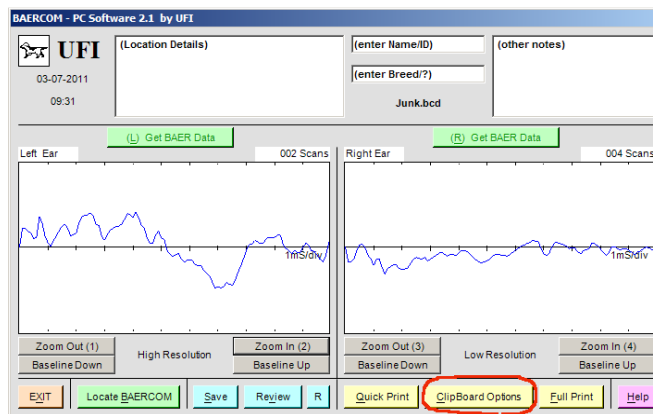 BAERCOM - PC Software 2.1 by UFI
UFI
03-07-2011
09:31
(Location Details)
(enter Name/ID)
(enter Breed/?)
Junk.bcd
(other notes)
(L) Get BAER Data
(R) Get BAER Data
Left Ear
002 Scans
Right Ear
004 Scans
1mS/div
1mS/div
Zoom Out (1)
Baseline Down
High Resolution
Zoom In (2)
Baseline Up
Zoom Out (3)
Baseline Down
Low Resolution
Zoom In (4)
Baseline Up
EXIT
Locate BAERCOM
Save
Review
R
Quick Print
ClipBoard Options
Full Print
Help